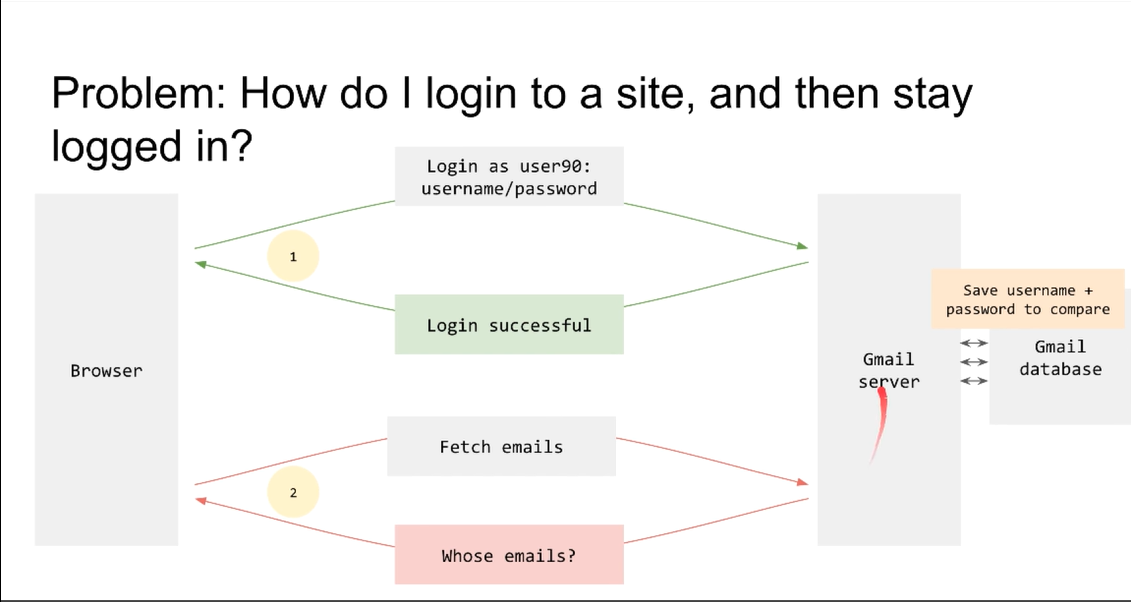 Problem: How do I login to a site, and then stay
logged in?
Login as user90:
username/password
1
Login successful
Browser
Gmail
server
Save username +
password to compare
Gmail
database
Fetch emails
2
Whose emails?